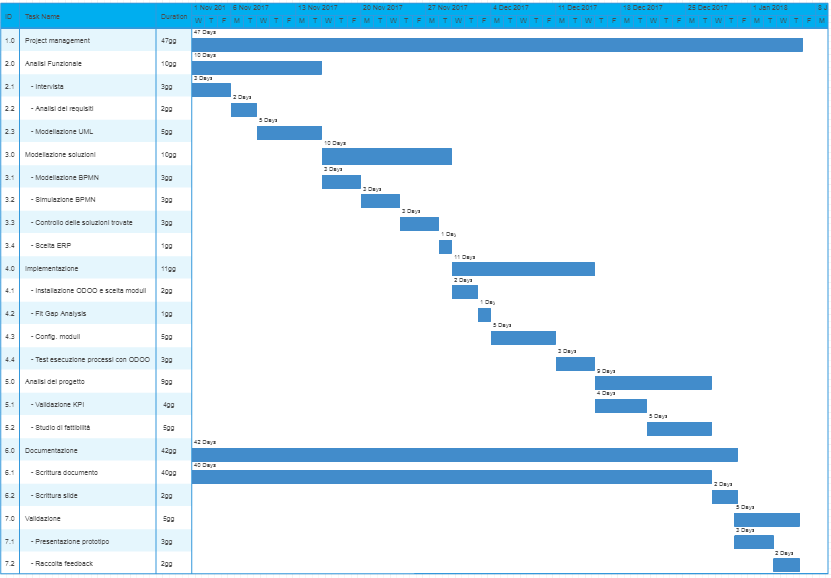 ID Task Name Duration 1 Nov 201 6 Nov 2017 13 Nov 2017 20 Nov 2017 27 Nov 2017 4 Dec 2017 11 Dec 2017 18 Dec 2017 25 Dec 2017 1 Jan 2018 8 J
W T F M T W T F M T W T F M T W T F M T W T F M T W T F M T W T F M T W T F M T W T F M T W T F M
1.0 Project management 47gg 47 Days
2.0 Analisi Funzionale 10gg 10 Days
2.1 - Intervista 3gg 3 Days
2.2 - Analisi dei requisiti 2gg 2 Days
2.3 - Modellazione UML 5gg 5 Days
3.0 Modellazione soluzioni 10gg 10 Days
3.1 - Modellazione BPMN 3gg 3 Days
3.2 - Simulazione BPMN 3gg 3 Days
3.3 - Controllo delle soluzioni trovate 3gg 3 Days
3.4 - Scelta ERP 1gg 1 Day
4.0 Implementazione 11gg 11 Days
4.1 - Installazione ODOO e scelta moduli 2gg 2 Days
4.2 - Fit Gap Analysis 1gg 1 Day
4.3 - Config. moduli 5gg 5 Days
4.4 - Test esecuzione processi con ODOO 3gg 3 Days
5.0 Analisi del progetto 9gg 9 Days
5.1 - Validazione KPI 4gg 4 Days
5.2 - Studio di fattibilità 5gg 5 Days
6.0 Documentazione 42gg 42 Days
6.1 - Scrittura documento 40gg 40 Days
6.2 - Scrittura slide 2gg 2 Days
7.0 Validazione 5gg 5 Days
7.1 - Presentazione prototipo 3gg 3 Days
7.2 - Raccolta feedback 2gg 2 Days